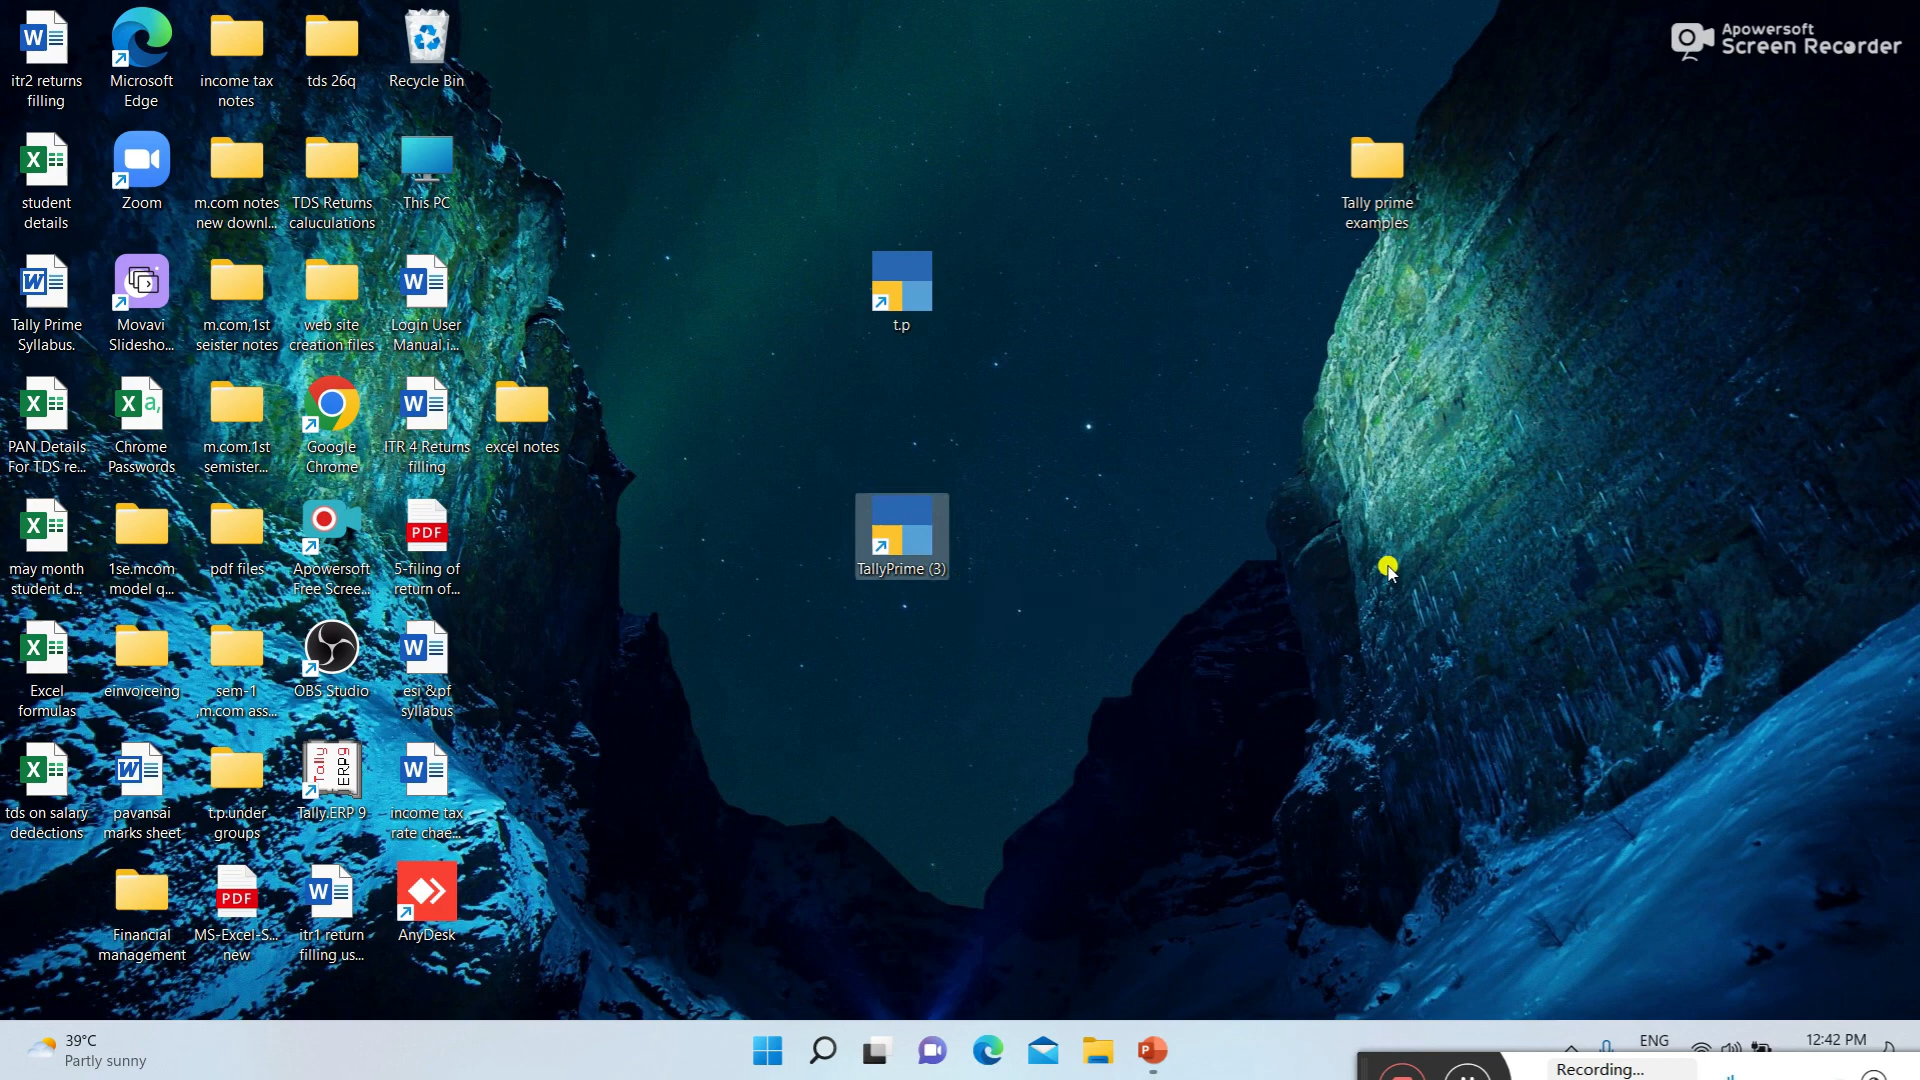 Apowersoft
Screen Recorder
itr2 returns
filling
Microsoft
Edge
income tax
notes
tds 26q
Recycle Bin
student
details
Zoom
m.com notes
new downl...
TDS Returns
caluculations
This PC
Tally prime
examples
Tally Prime
Syllabus.
Movavi
Slidesho...
m.com,1st
seister notes
web site
creation files
Login User
Manual i...
t.p
PAN Details
For TDS re...
Chrome
Passwords
m.com.1st
semister...
Google
Chrome
ITR 4 Returns
filling
excel notes
may month
student d...
1se.mcom
model q...
pdf files
Apowersoft
Free Scree...
PDF
5-filing of
return of...
TallyPrime (3)
Excel
formulas
einvoiceing
sem-1
,m.com ass...
OBS Studio
esi &pf
syllabus
tds on salary
dedections
pavansai
marks sheet
t.p.under
groups
Tally
ERP9
Tally.ERP 9
income tax
rate chae...
Financial
management
PDF
MS-Excel-S...
new
itr1 return
filling us...
AnyDesk
39°C
Partly sunny
ENG
12:42 PM
Recording...